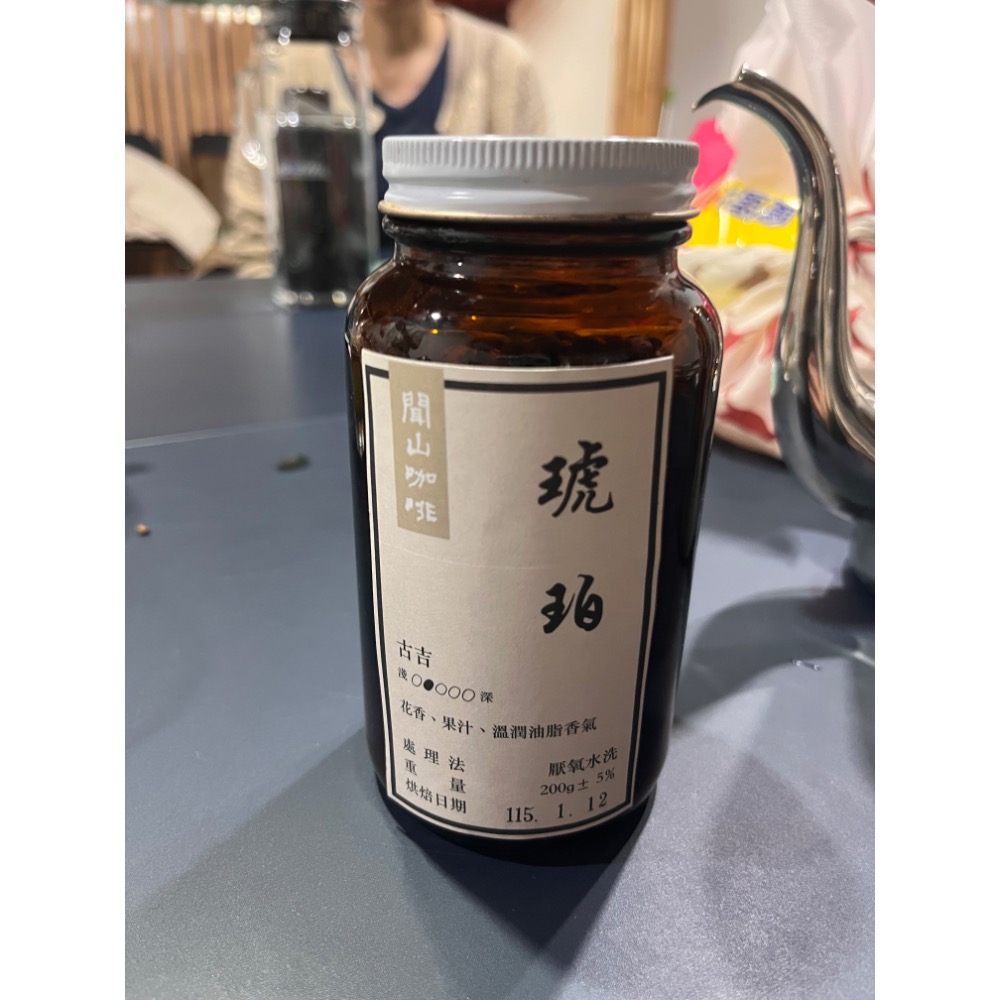 聞山咖啡
琥珀
古吉
淺○●○○○深
花香、果汁、溫潤油脂香氣
處理法 厭氧水洗
重量 200g± 5%
烘焙日期 115. 1. 12